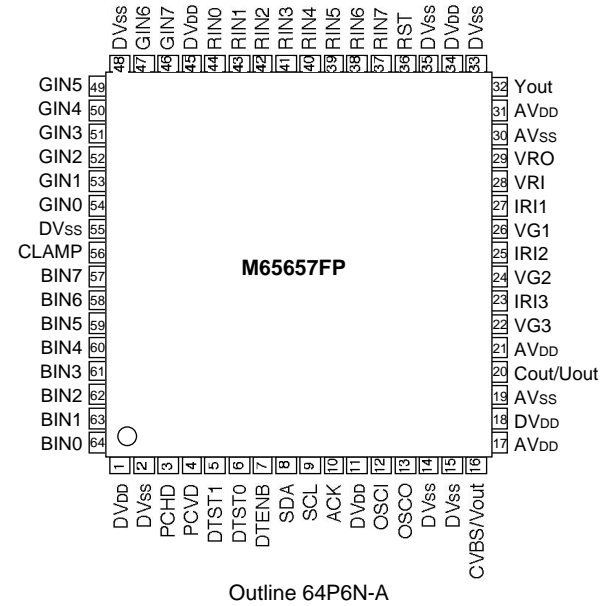 DVss
GIN6
GIN7
DVDD
RIN0
RIN1
RIN2
RIN3
RIN4
RIN5
RIN6
RIN7
RST
DVss
DVDD
DVss
48 47 46 45 44 43 42 41 40 39 38 37 36 35 34 33
GIN5 49
GIN4 50
GIN3 51
GIN2 52
GIN1 53
GIN0 54
DVss 55
CLAMP 56
BIN7 57
BIN6 58
BIN5 59
BIN4 60
BIN3 61
BIN2 62
BIN1 63
BIN0 64
M65657FP
32 Yout
31 AVDD
30 AVss
29 VRO
28 VRI
27 IRI1
26 VG1
25 IRI2
24 VG2
23 IRI3
22 VG3
21 AVDD
20 Cout/Uout
19 AVss
18 DVDD
17 AVDD
1 2 3 4 5 6 7 8 9 10 11 12 13 14 15 16
DVDD
DVss
PCHD
PCVD
DTST1
DTST0
DTENB
SDA
SCL
ACK
DVDD
OSCI
OSCO
DVss
DVss
CVBS/Vout
Outline 64P6N-A